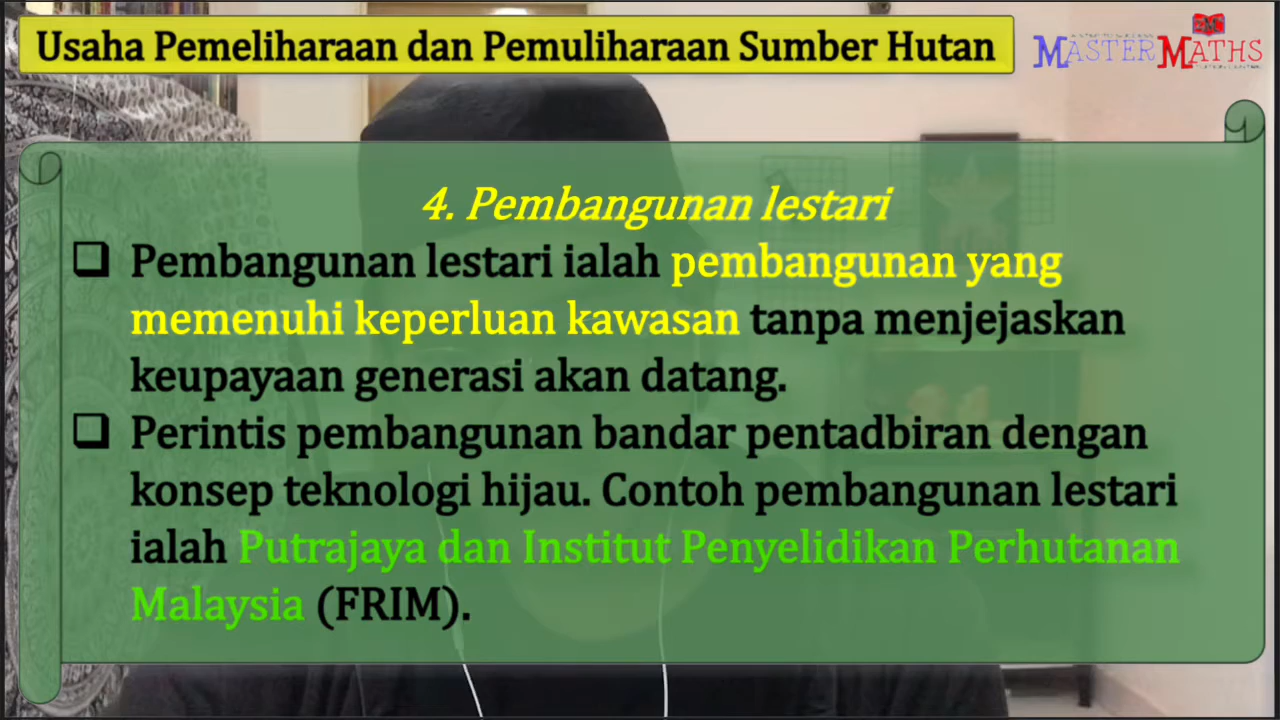 Usaha Pemeliharaan dan Pemuliharaan Sumber Hutan
MASTERMATHS
4. Pembangunan lestari
❑ Pembangunan lestari ialah pembangunan yang
memenuhi keperluan kawasan tanpa menjejaskan
keupayaan generasi akan datang.
❑ Perintis pembangunan bandar pentadbiran dengan
konsep teknologi hijau. Contoh pembangunan lestari
ialah Putrajaya dan Institut Penyelidikan Perhutanan
Malaysia (FRIM).